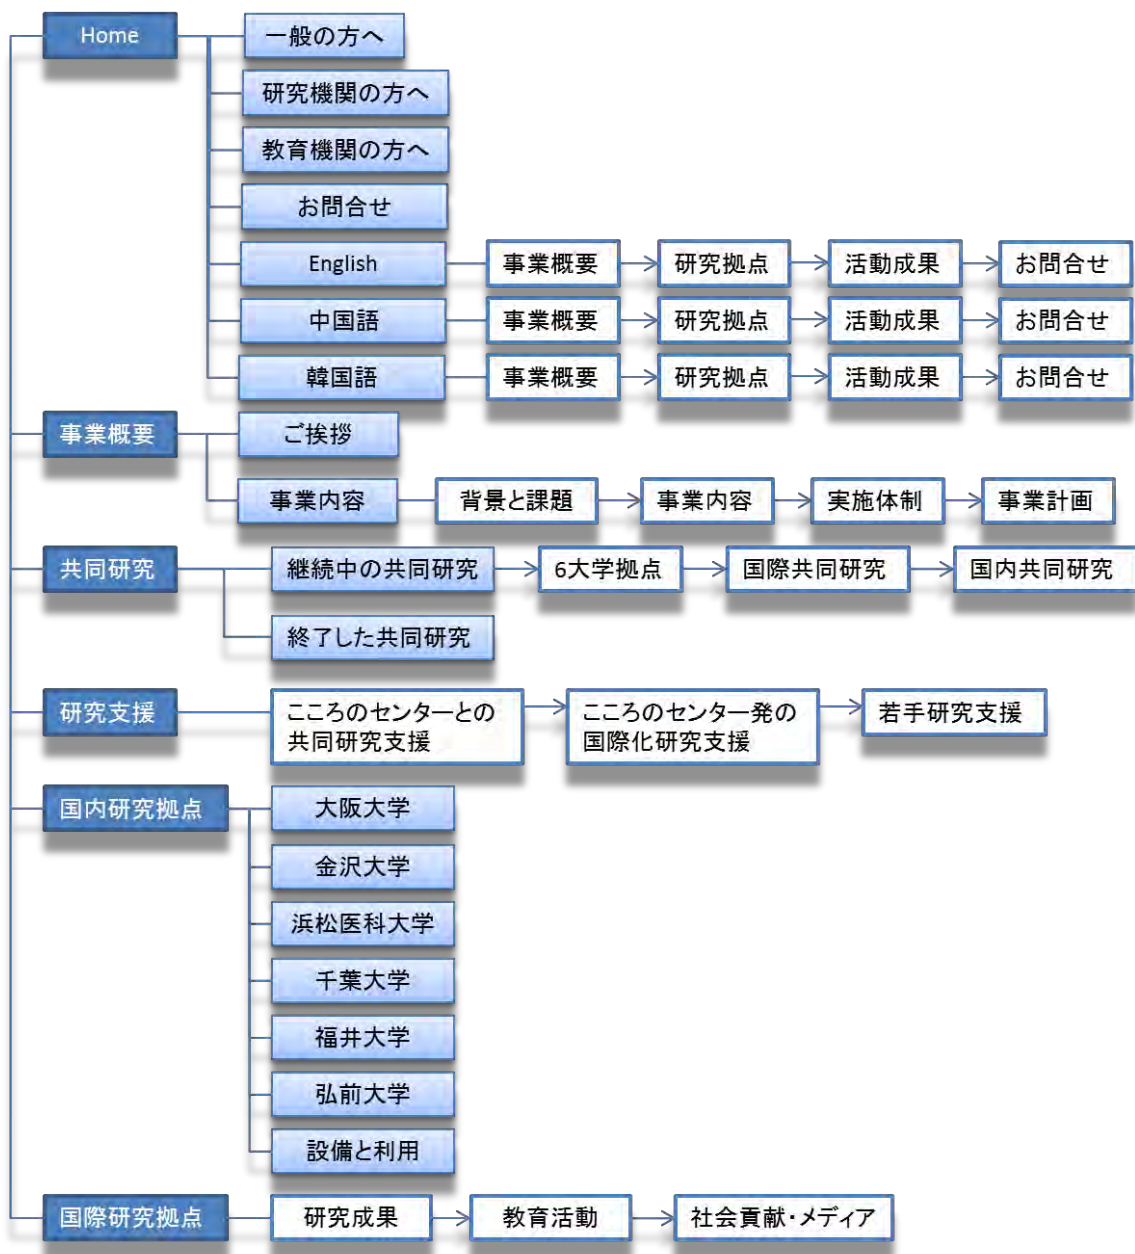 Home
一般の方へ
研究機関の方へ
教育機関の方へ
お問合せ
English
事業概要
研究拠点
活動成果
お問合せ
中国語
事業概要
研究拠点
活動成果
お問合せ
韓国語
事業概要
研究拠点
活動成果
お問合せ
事業概要
ご挨拶
事業内容
背景と課題
事業内容
実施体制
事業計画
共同研究
継続中の共同研究
6大学拠点
国際共同研究
国内共同研究
終了した共同研究
研究支援
こころのセンターとの
共同研究支援
こころのセンター発の
国際化研究支援
若手研究支援
国内研究拠点
大阪大学
金沢大学
浜松医科大学
千葉大学
福井大学
弘前大学
設備と利用
国際研究拠点
研究成果
教育活動
社会貢献・メディア